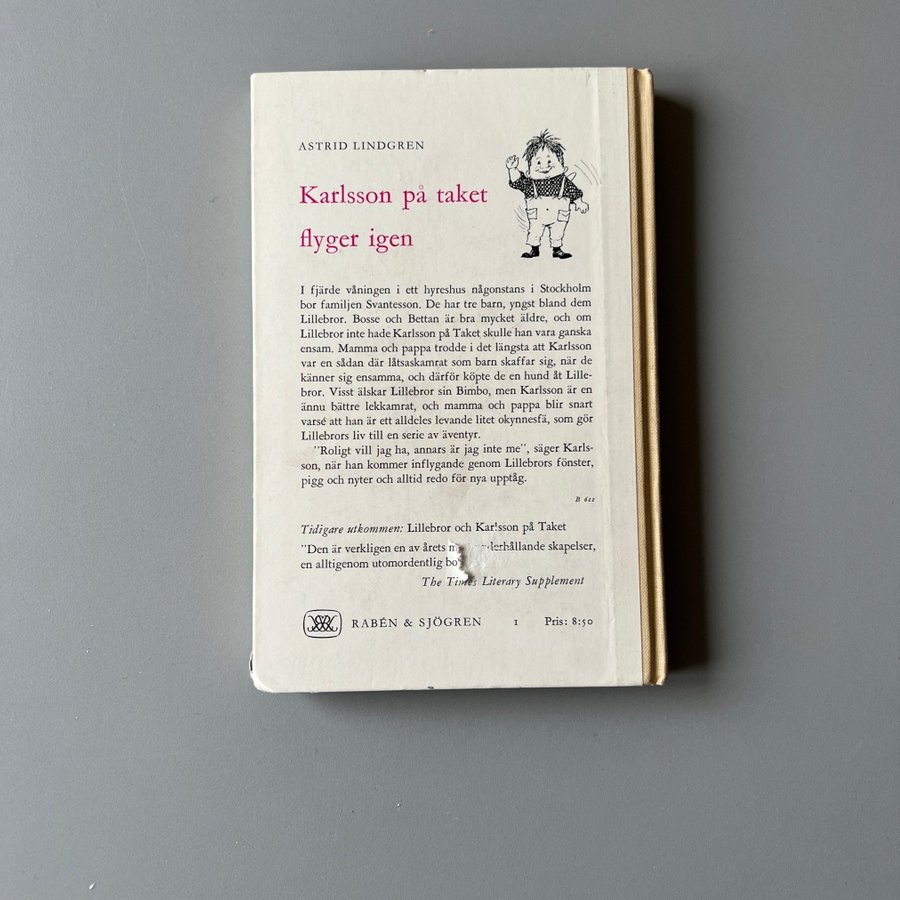 ASTRID LINDGREN
Karlsson på taket
flyger igen
I fjärde våningen i ett hyreshus någonstans i Stockholm
bor familjen Svantesson. De har tre barn, yngst bland dem
Lillebror. Bosse och Bettan är bra mycket äldre, och om
Lillebror inte hade Karlsson på Taket skulle han vara ganska
ensam. Mamma och pappa trodde i det längsta att Karlsson
var en sådan där låtsaskamrat som barn skaffar sig, när de
känner sig ensamma, och därför köpte de en hund åt Lille-
bror. Visst älskar Lillebror sin Bimbo, men Karlsson är en
ännu bättre lekkamrat, och mamma och pappa blir snart
varsé att han är ett alldeles levande litet okynnesfä, som gör
Lillebrors liv till en serie av äventyr.
"Roligt vill jag ha, annars är jag inte me", säger Karls-
son, när han kommer inflygande genom Lillebrors fönster,
pigg och nyter och alltid redo för nya upptåg.
B 611
Tidigare utkommen: Lillebror och Karlsson på Taket
"Den är verkligen en av årets skapelser,
en alltigenom utomordentlig
The Times Literary Supplement
RABÉN & SJÖGREN 1 Pris: 8:50